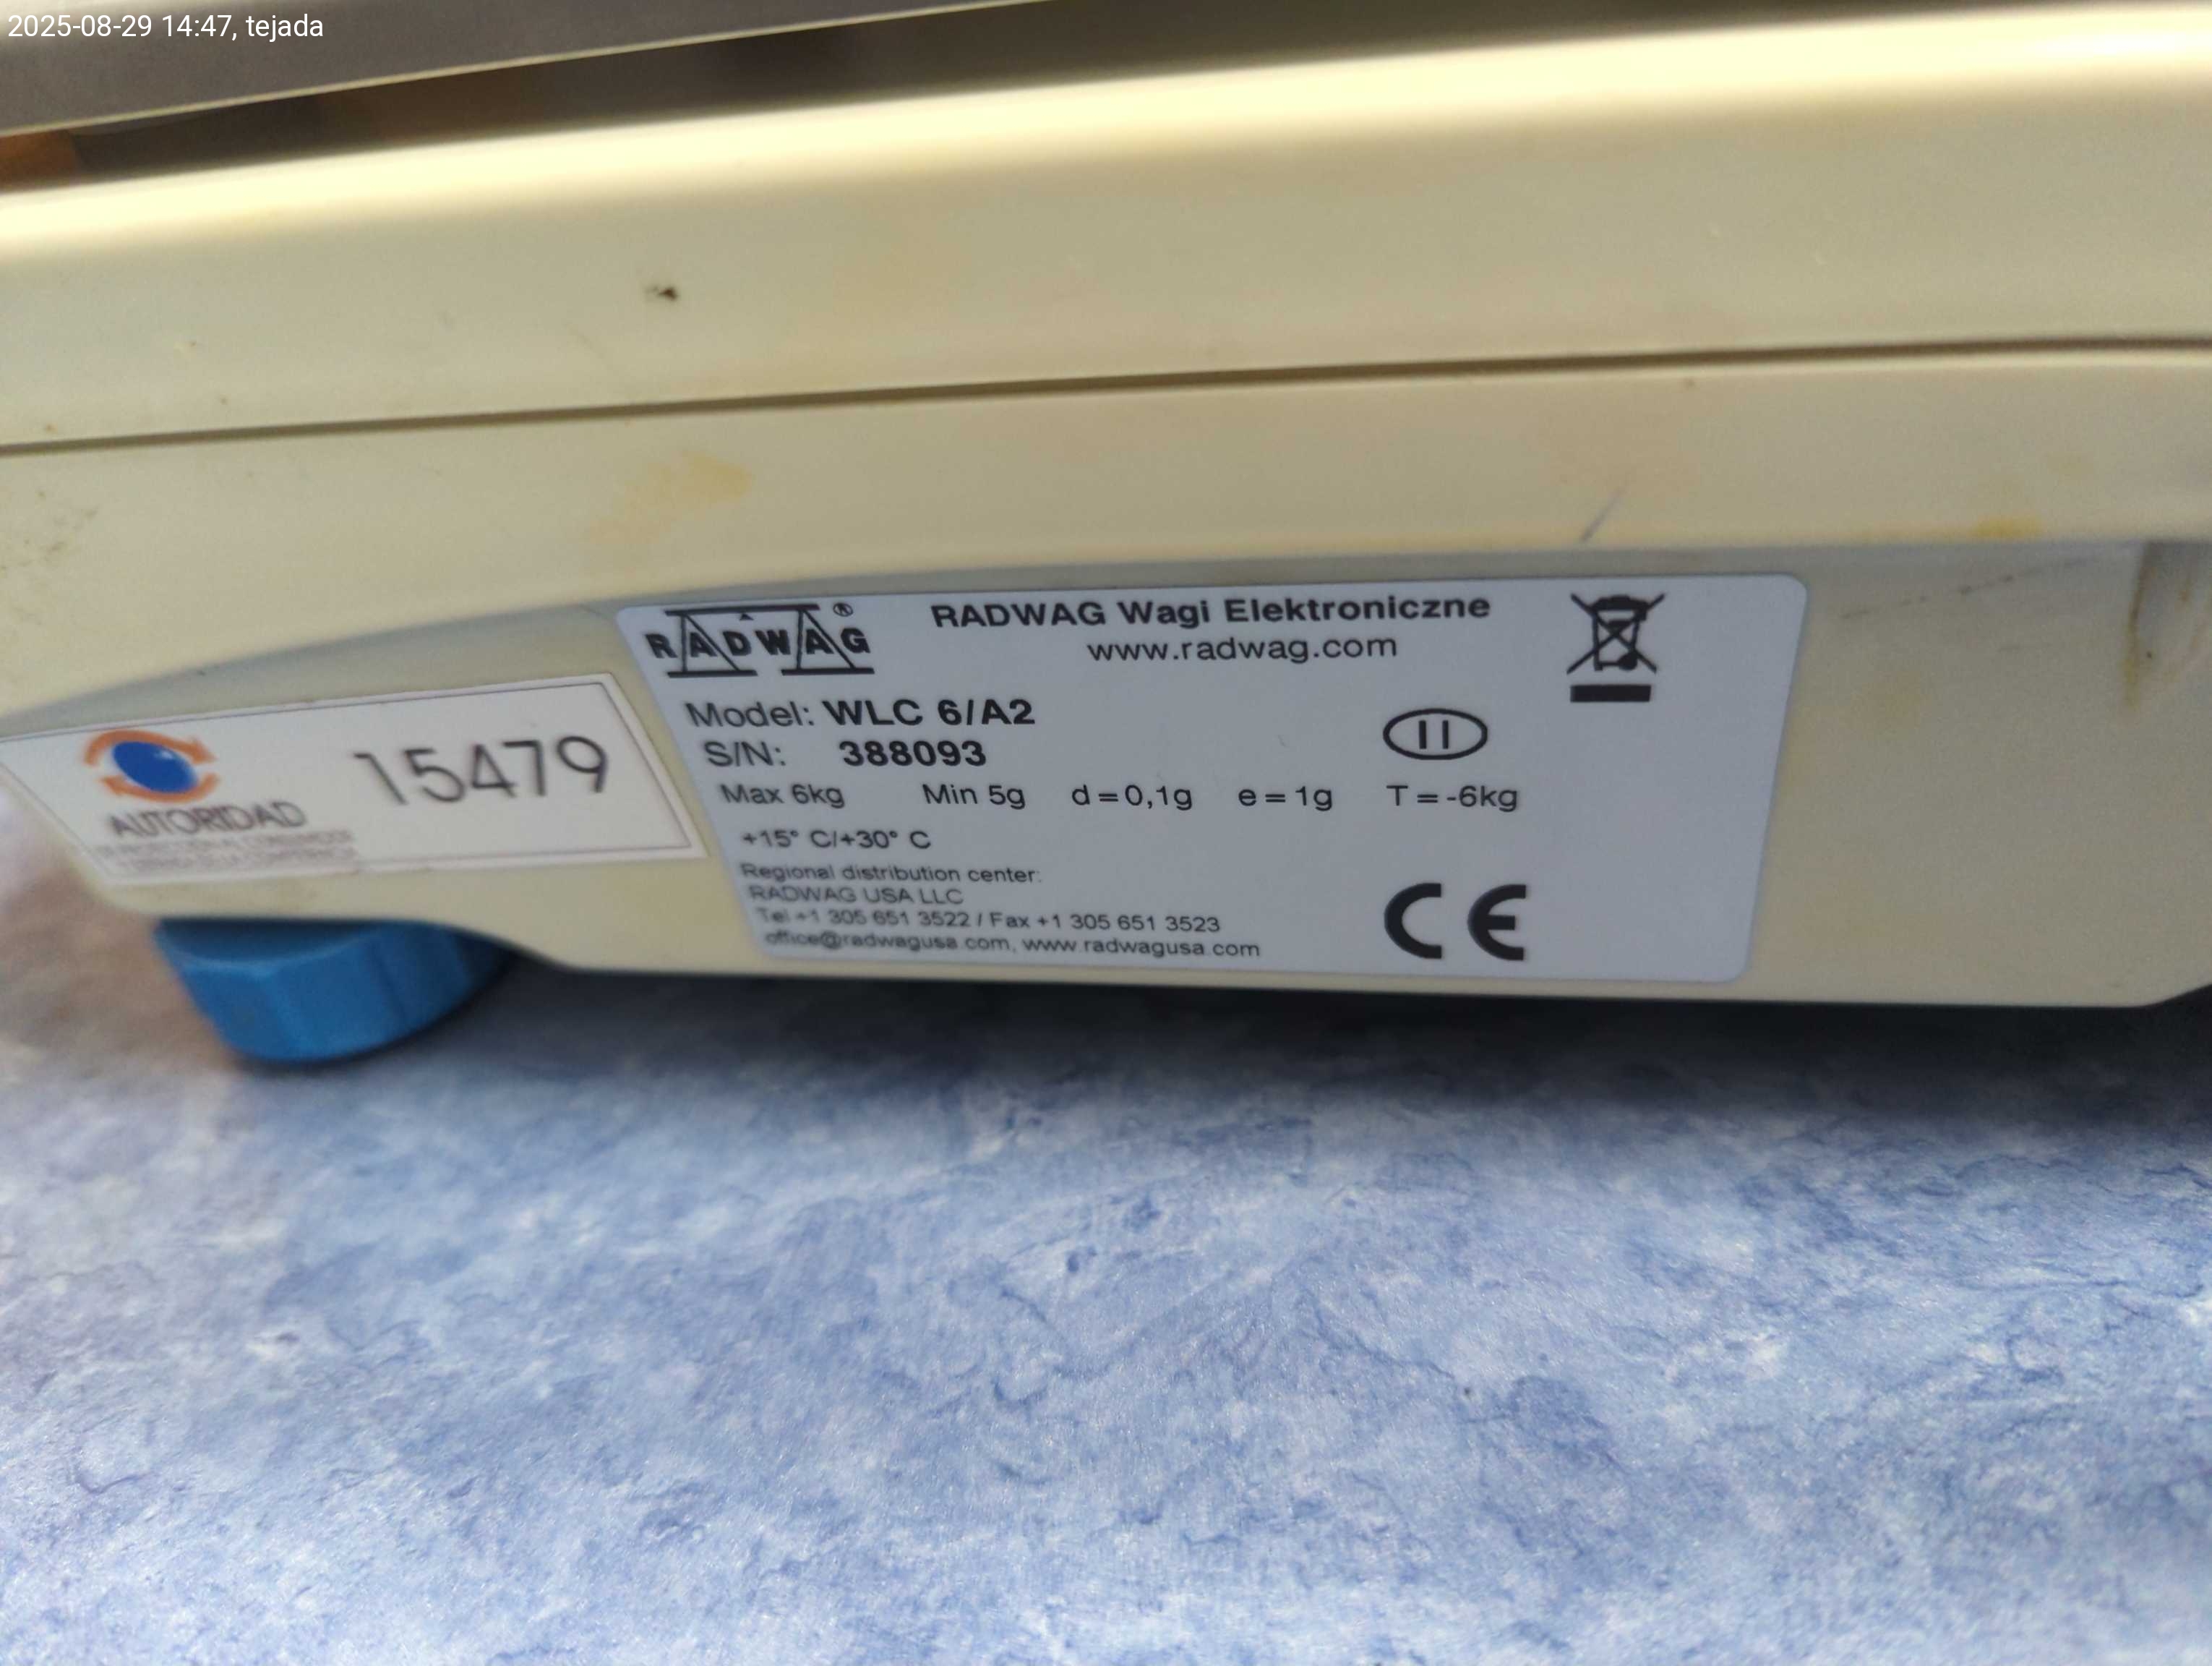 2025-08-29 14:47, tejada
RADWAG®
RADWAG Wagi Elektroniczne
www.radwag.com
Model: WLC 6/A2
S/N: 388093
II
Max 6kg Min 5g d=0,1g e=1g T=-6kg
+15° C/+30° C
Regional distribution center:
RADWAG USA LLC
Tel +1 305 651 3522 / Fax +1 305 651 3523
office@radwagusa.com, www.radwagusa.com
CE
15479
AUTORIDAD